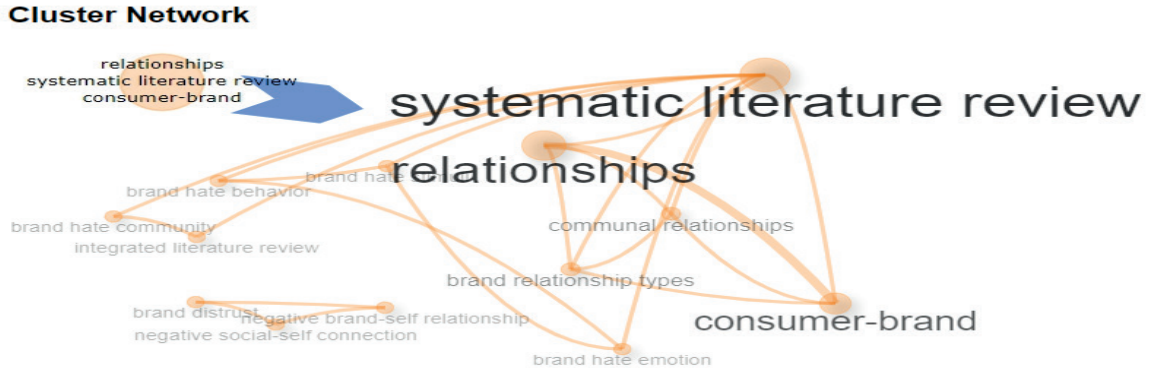 Cluster Network
relationships
systematic literature review
consumer-brand
systematic literature review
relationships
brand hate
brand hate behavior
brand hate community
integrated literature review
communal relationships
brand relationship types
brand distrust
negative brand-self relationship
negative social-self connection
consumer-brand
brand hate emotion